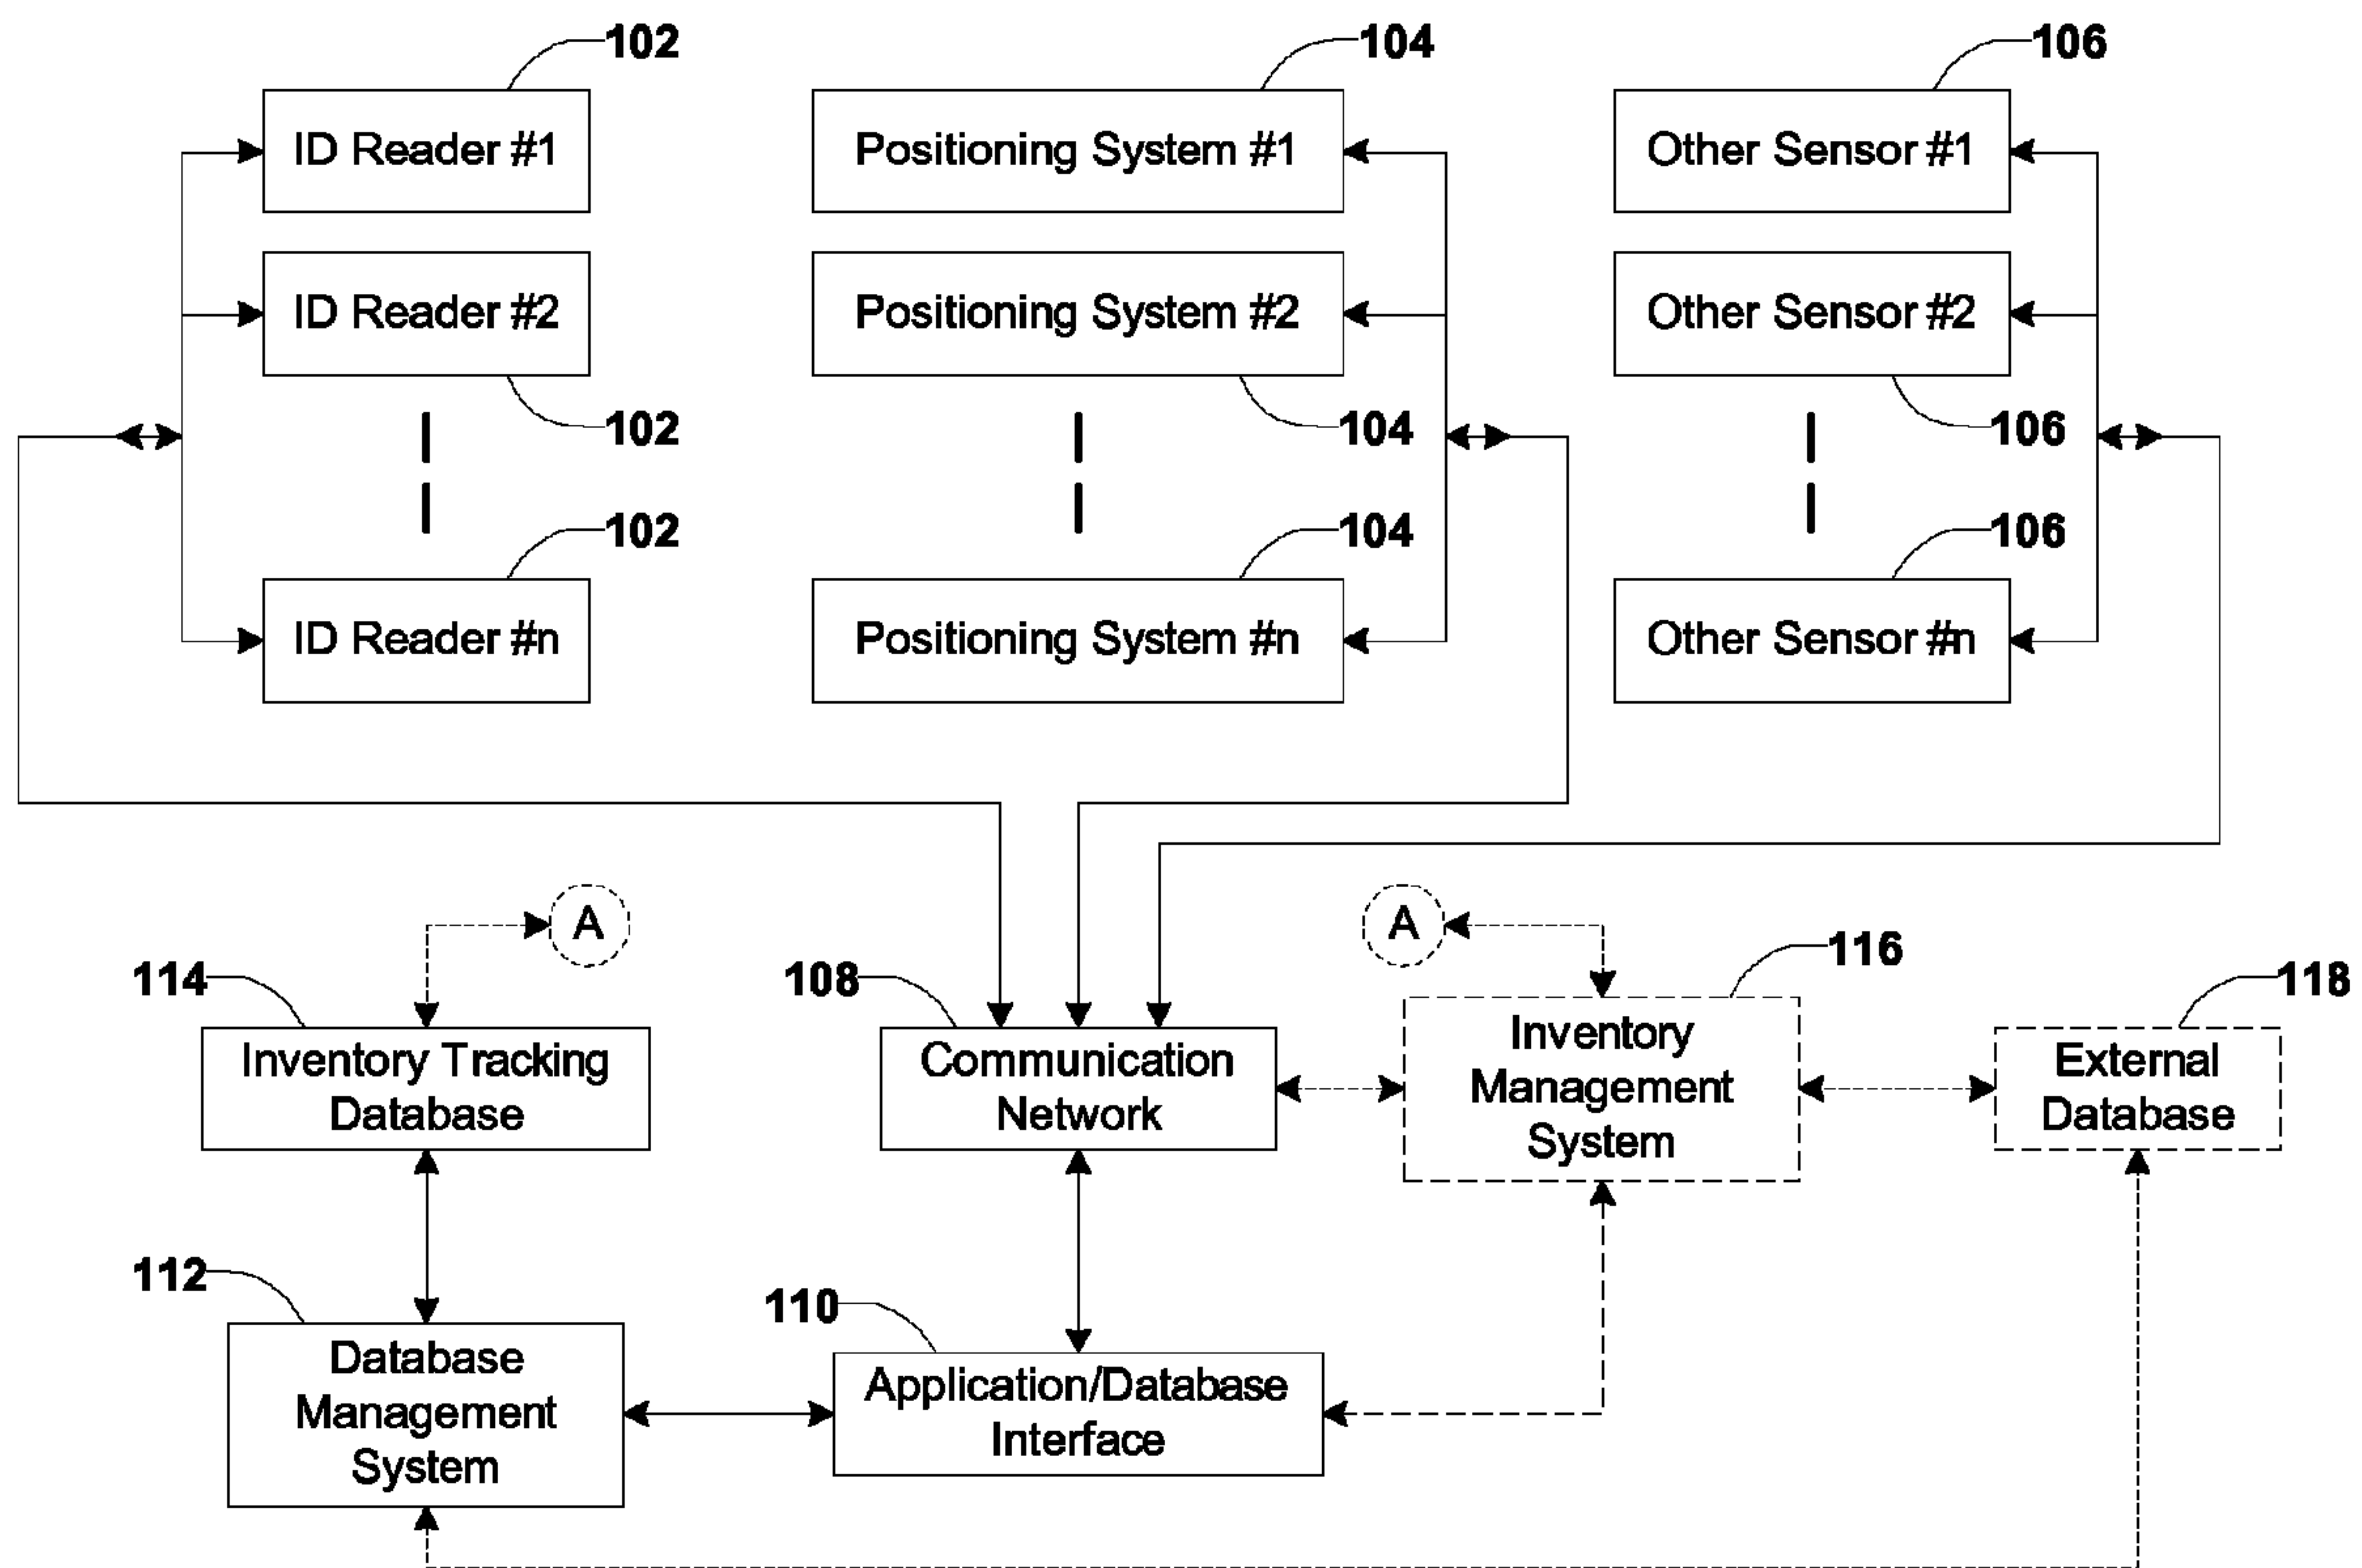 102
104
106
ID Reader #1
Positioning System #1
Other Sensor #1
ID Reader #2
Positioning System #2
Other Sensor #2
102
104
106
102
104
106
ID Reader #n
Positioning System #n
Other Sensor #n
A
A
114
108
116
118
Inventory Tracking
Database
Communication
Network
Inventory
Management
System
External
Database
112
110
Database
Management
System
Application/Database
Interface